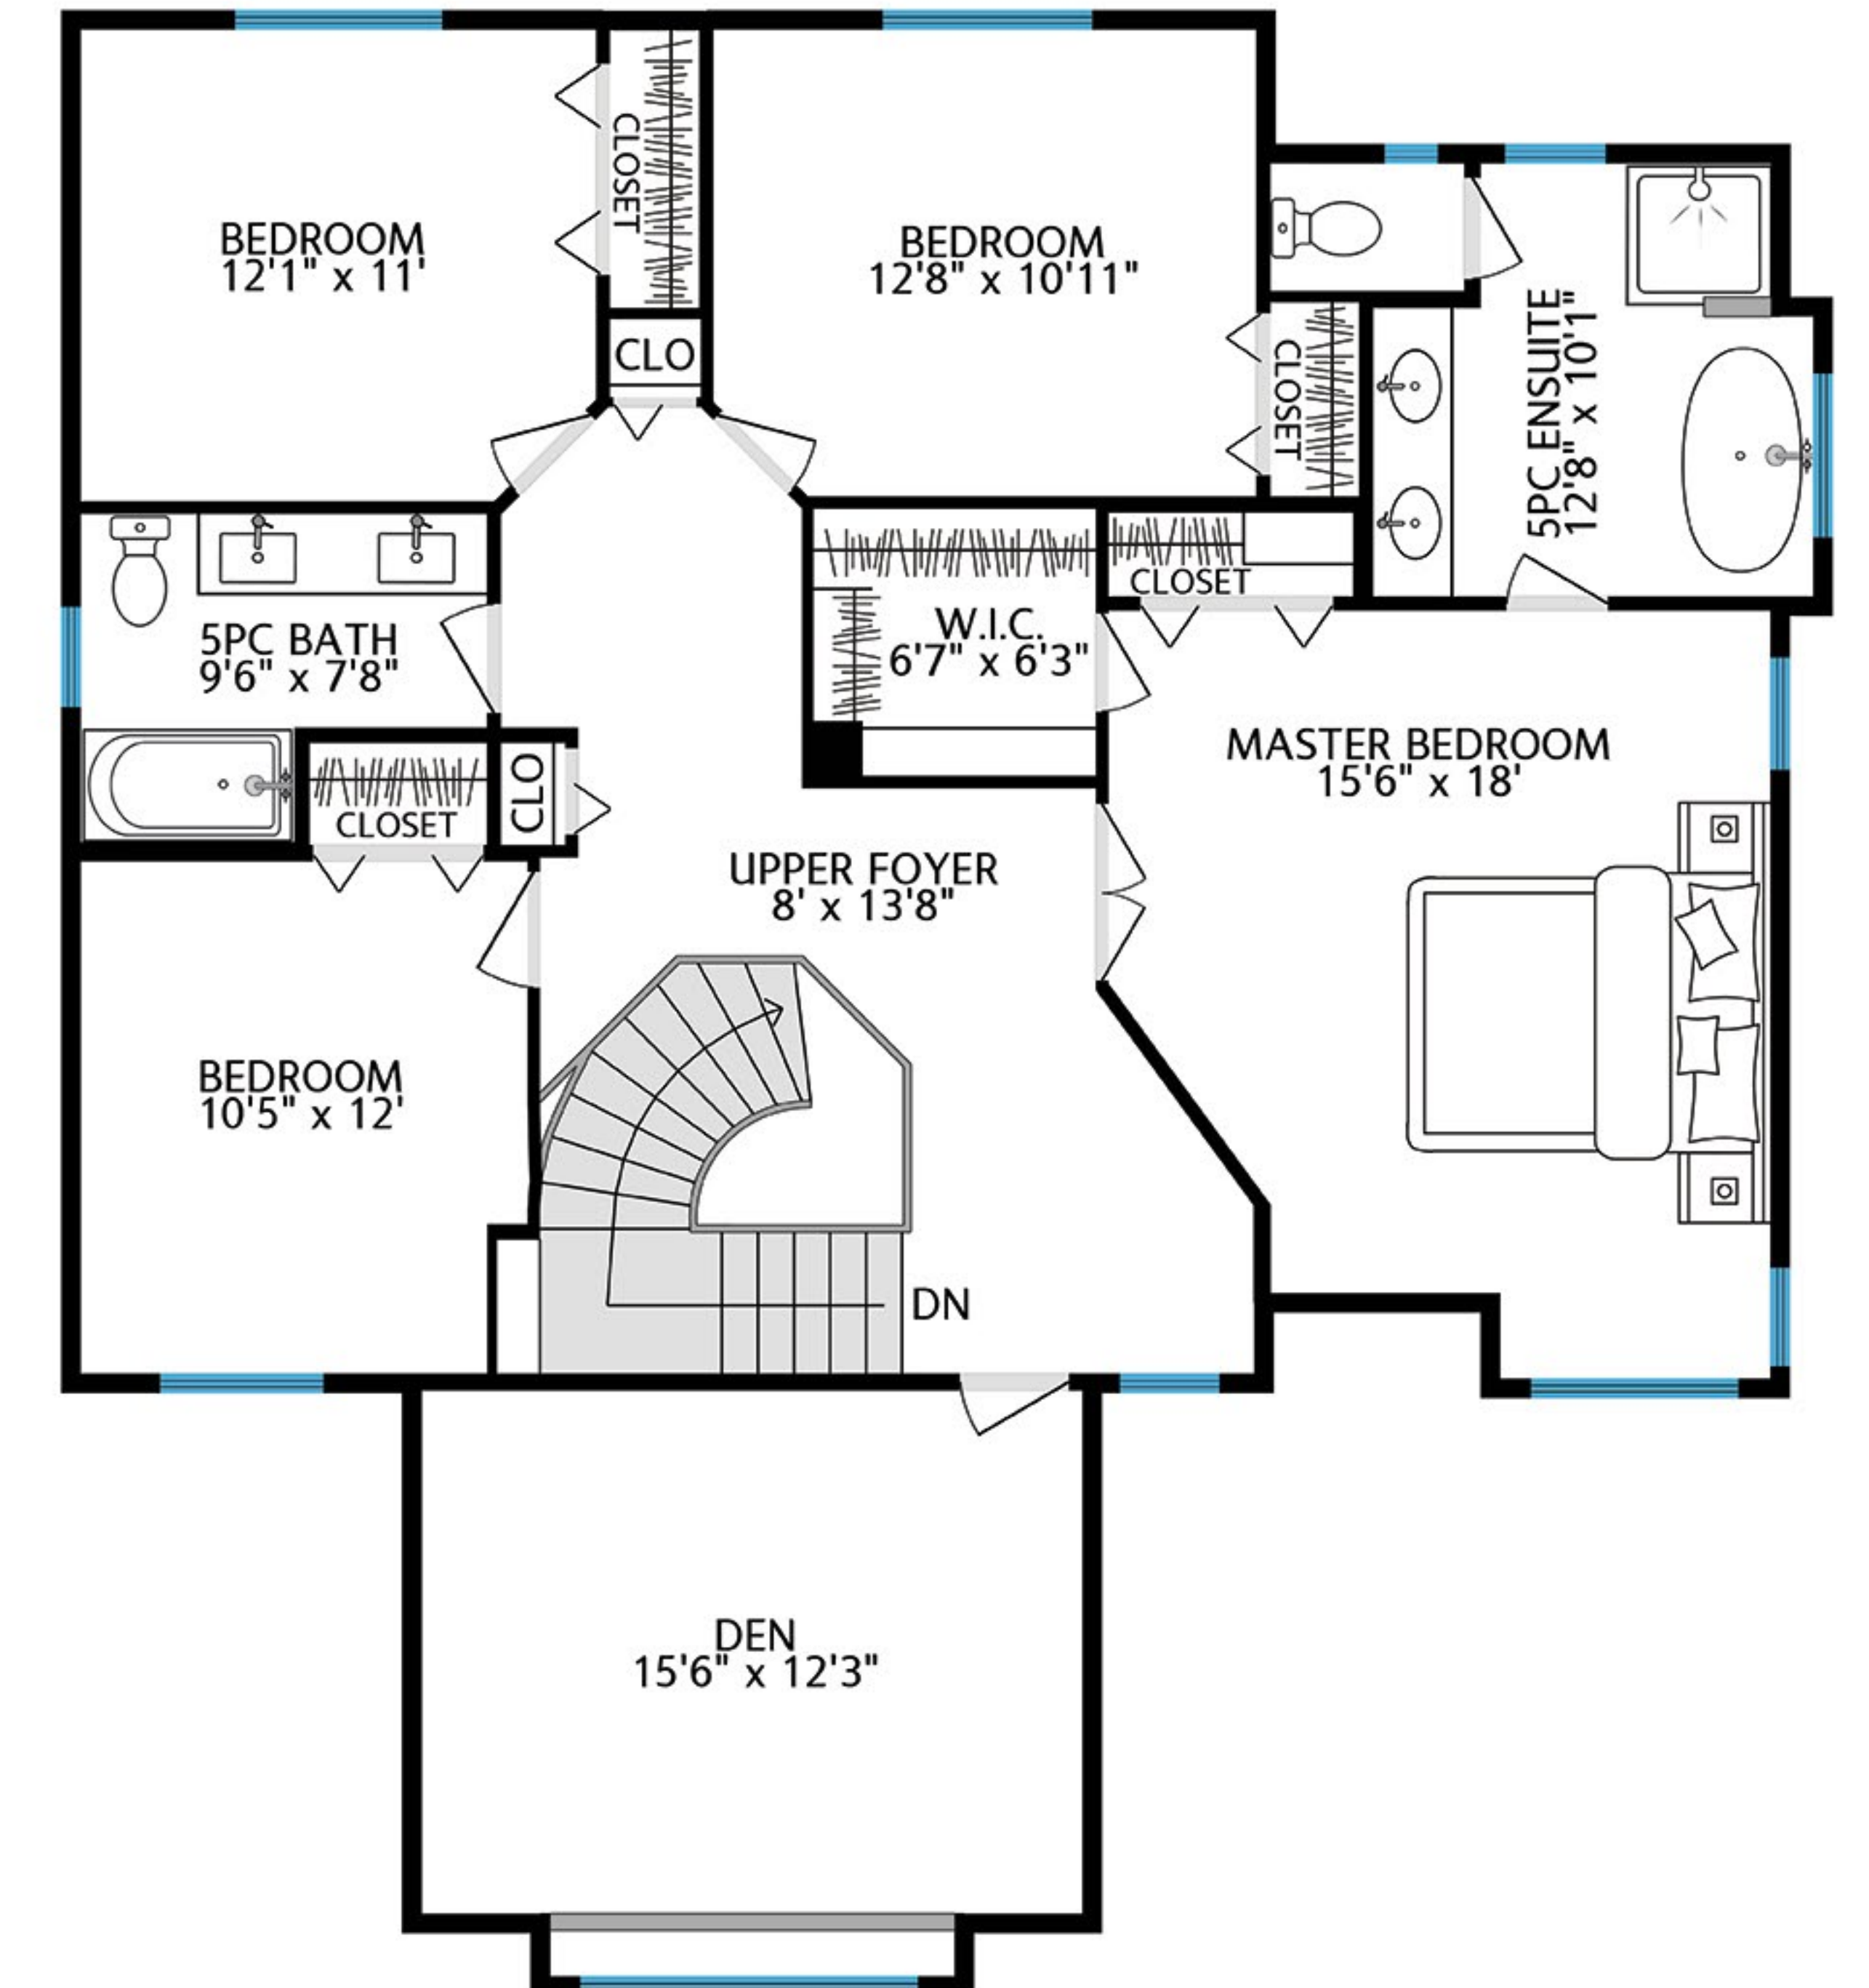 BEDROOM
12'1" x 11'
CLOSET
CLO
BEDROOM
12'8" x 10'11"
CLOSET
5PC ENSUITE
12'8" x 10'1"
5PC BATH
9'6" x 7'8"
W.I.C.
6'7" x 6'3"
CLOSET
CLOSET
CLO
MASTER BEDROOM
15'6" x 18'
UPPER FOYER
8' x 13'8"
BEDROOM
10'5" x 12'
DN
DEN
15'6" x 12'3"